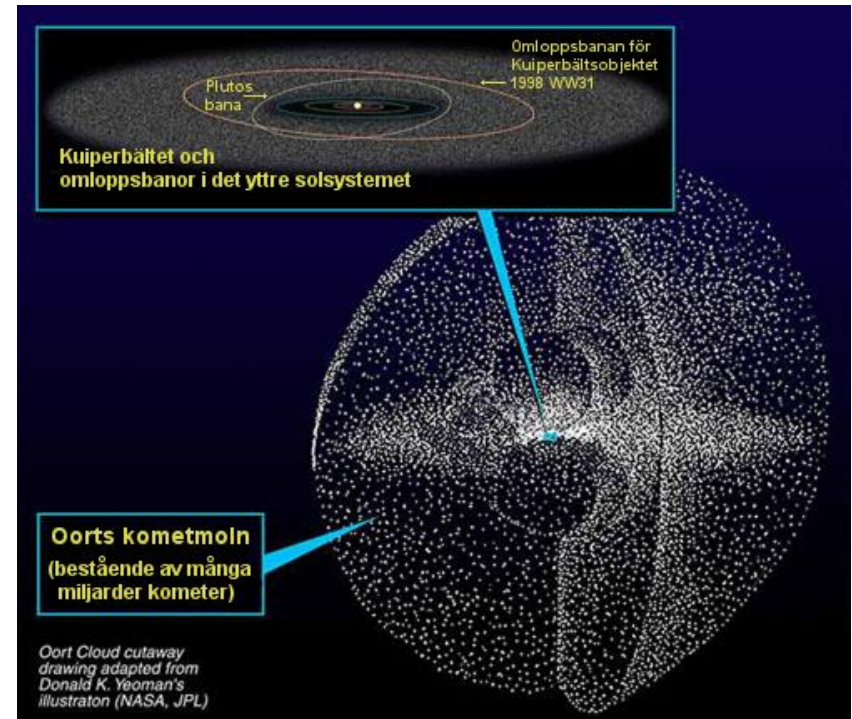 Omloppsbanan för
Kuiperbältsobjektet
1998 WW31
Plutos
bana
Kuiperbältet och
omloppsbanor i det yttre solsystemet
Oorts kometmoln
(bestående av många
miljarder kometer)
Oort Cloud cutaway
drawing adapted from
Donald K. Yeoman's
illustraton (NASA, JPL)